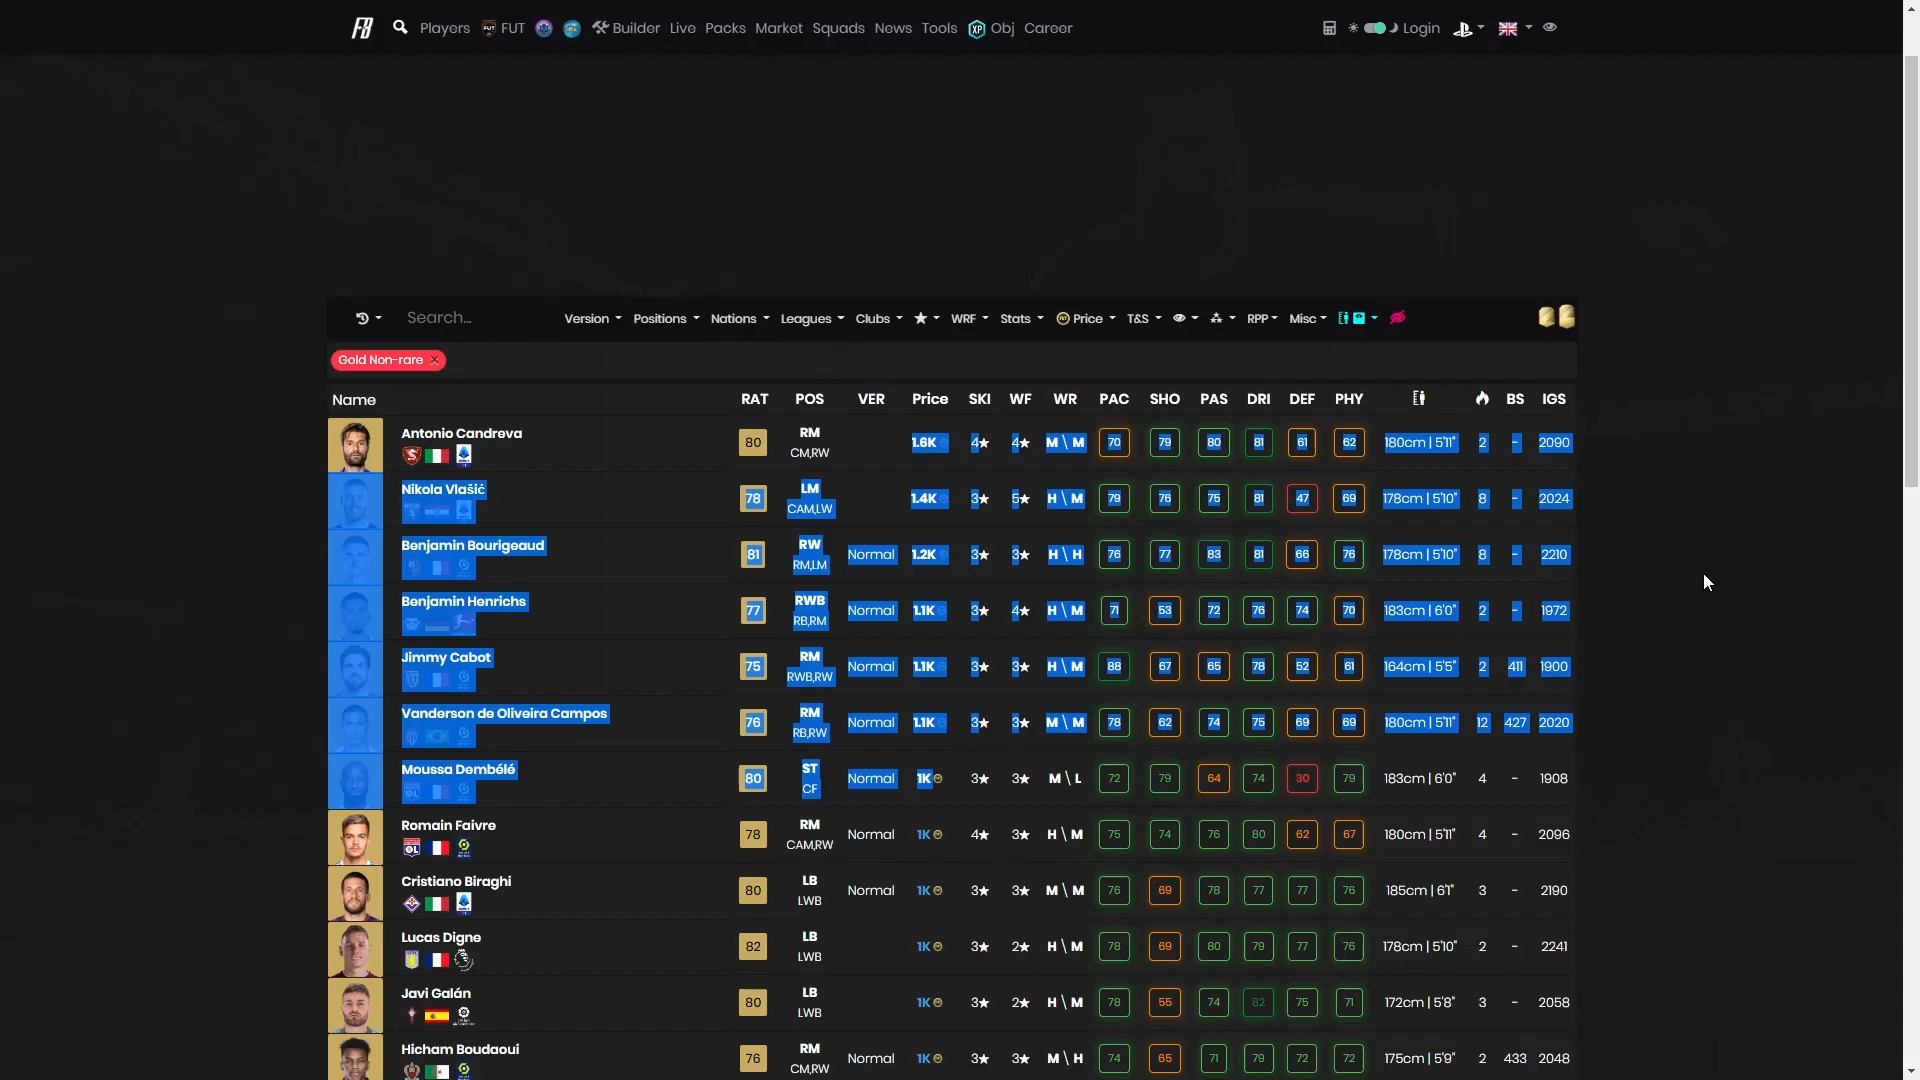 FB Players FUT FUT Builder Live Packs Market Squads News Tools XP Obj Career Login
Search... Version Positions Nations Leagues Clubs WRF Stats Price T&S RPP Misc
Gold Non-rare ×
Name RAT POS VER Price SKI WF WR PAC SHO PAS DRI DEF PHY BS IGS
Antonio Candreva 80 RM 1.6K 4★ 4★ M \ M 70 79 80 81 61 62 180cm | 5'11" 2 - 2090
CM,RW
Nikola Vlašić 78 LM 1.4K 3★ 5★ H \ M 79 76 75 81 47 69 178cm | 5'10" 8 - 2024
CAM,LW
Benjamin Bourigeaud 81 RW Normal 1.2K 3★ 3★ H \ H 76 77 83 81 66 76 178cm | 5'10" 8 - 2210
RM,LM
Benjamin Henrichs 77 RWB Normal 1.1K 3★ 4★ H \ M 71 53 72 76 74 70 183cm | 6'0" 2 - 1972
RB,RM
Jimmy Cabot 75 RM Normal 1.1K 3★ 3★ H \ M 88 67 65 78 52 61 164cm | 5'5" 2 411 1900
RWB,RW
Vanderson de Oliveira Campos 76 RM Normal 1.1K 3★ 3★ M \ M 78 62 74 75 69 69 180cm | 5'11" 12 427 2020
RB,RW
Moussa Dembélé 80 ST Normal 1K 3★ 3★ M \ L 72 79 64 74 30 79 183cm | 6'0" 4 - 1908
CF
Romain Faivre 78 RM Normal 1K 4★ 3★ H \ M 75 74 76 80 62 67 180cm | 5'11" 4 - 2096
CAM,RW
Cristiano Biraghi 80 LB Normal 1K 3★ 3★ M \ M 76 69 78 77 77 76 185cm | 6'1" 3 - 2190
LWB
Lucas Digne 82 LB 1K 3★ 2★ H \ M 78 69 80 79 77 76 178cm | 5'10" 2 - 2241
LWB
Javi Galán 80 LB 1K 3★ 2★ H \ M 78 55 74 82 75 71 172cm | 5'8" 3 - 2058
LWB
Hicham Boudaoui 76 RM Normal 1K 3★ 3★ M \ H 74 65 71 79 72 72 175cm | 5'9" 2 433 2048
CM,RW